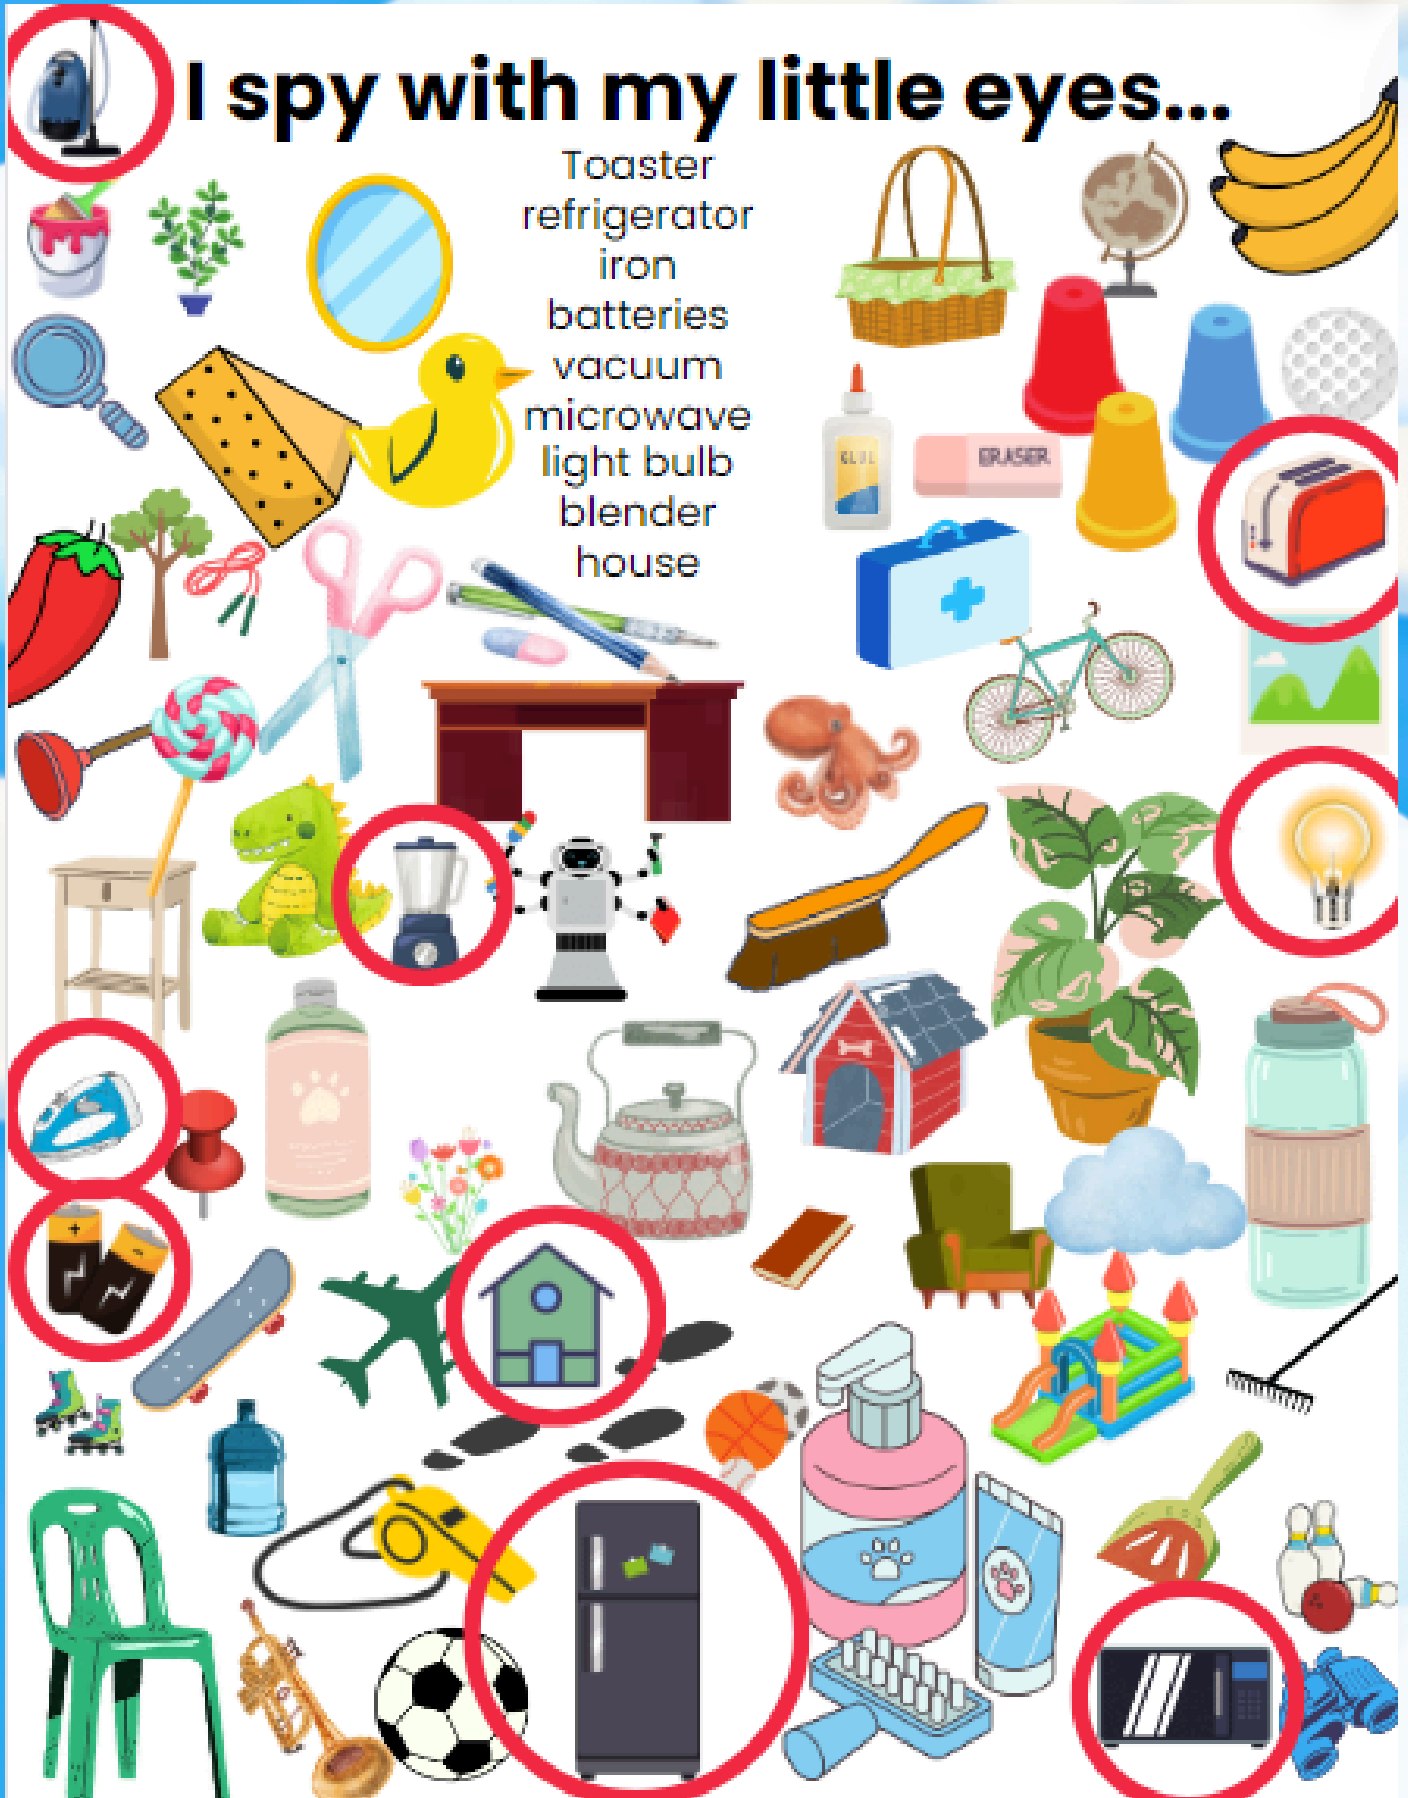 I spy with my little eyes...
Toaster
refrigerator
iron
batteries
vacuum
microwave
light bulb
blender
house
ERASER